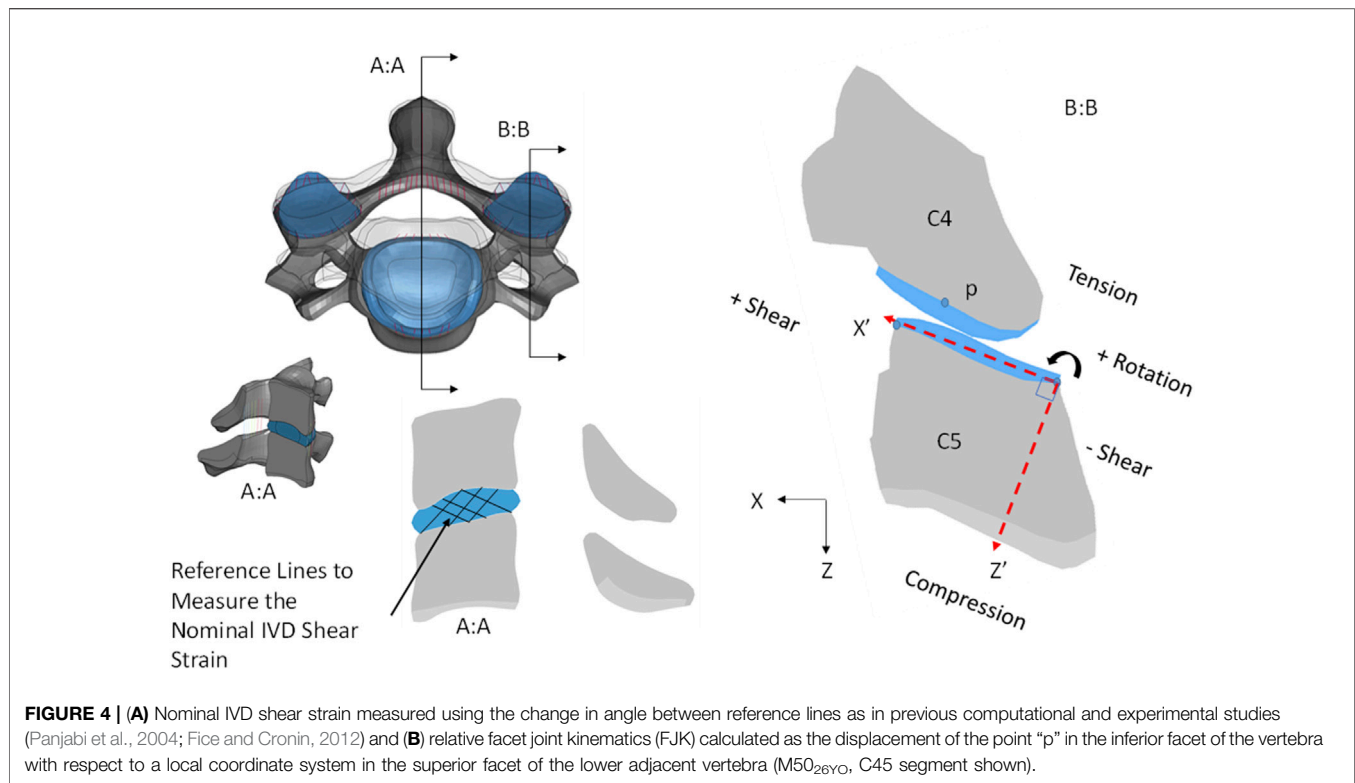 A:A
B:B
A:A
Reference Lines to
Measure the
Nominal IVD Shear
Strain
A:A
B:B
C4
p
Tension
+ Shear
X’
+ Rotation
C5
- Shear
X
Z
Z’
Compression
FIGURE 4 | (A) Nominal IVD shear strain measured using the change in angle between reference lines as in previous computational and experimental studies
(Panjabi et al., 2004; Fice and Cronin, 2012) and (B) relative facet joint kinematics (FJK) calculated as the displacement of the point “p” in the inferior facet of the vertebra
with respect to a local coordinate system in the superior facet of the lower adjacent vertebra (M50₂₆YO, C45 segment shown).